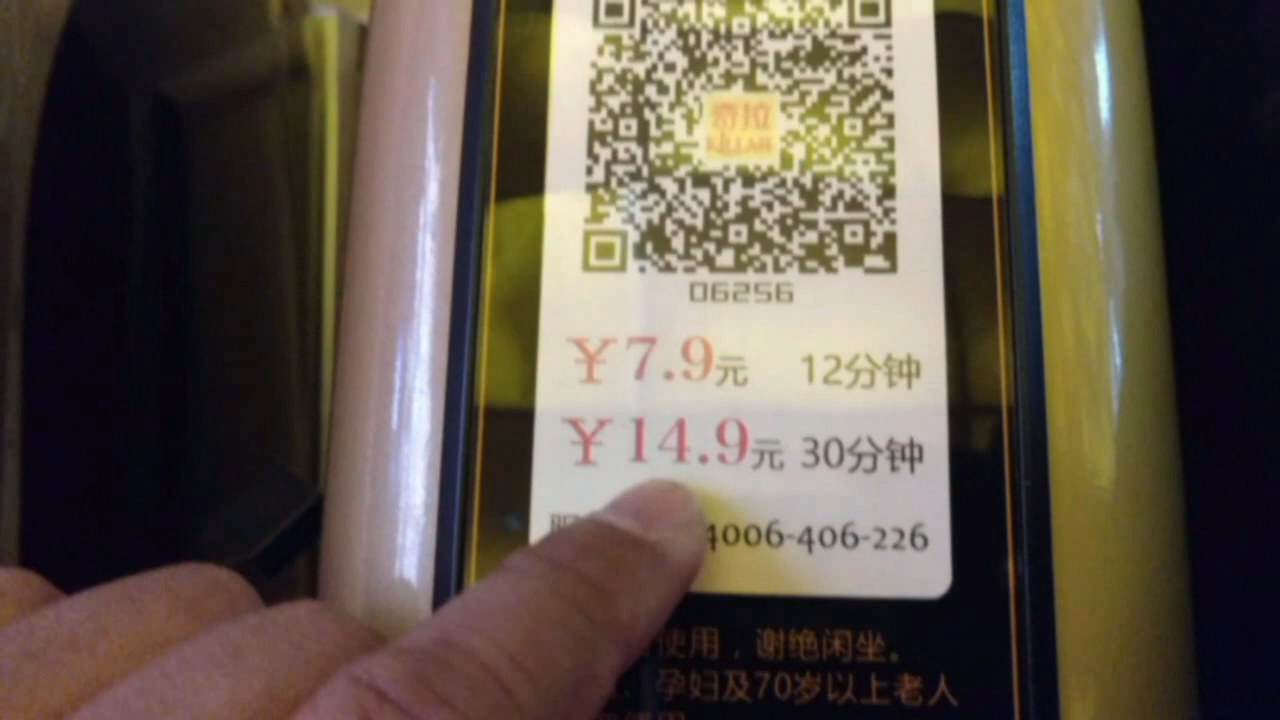 奇拉
06256
￥7.9元 12分钟
￥14.9元 30分钟
4006-406-226
使用，谢绝闲坐。
、孕妇及70岁以上老人